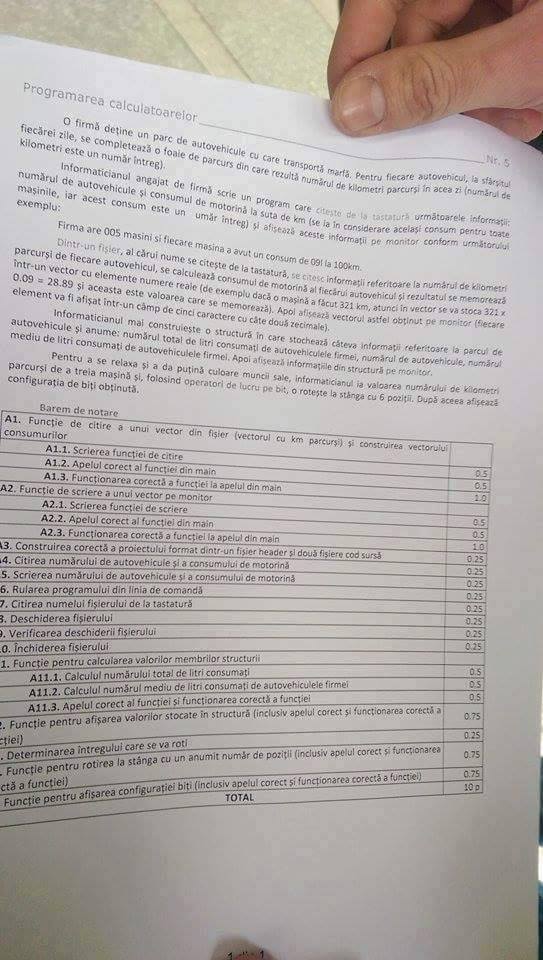 Programarea calculatoarelor
Nr. 5
O firmă deține un parc de autovehicule cu care transportă marfă. Pentru fiecare autovehicul, la sfârșitul
fiecărei zile, se completează o foaie de parcurs din care rezultă numărul de kilometri parcurși în acea zi (numărul de
kilometri este un număr întreg).
Informaticianul angajat de firmă scrie un program care citește de la tastatură următoarele informații:
numărul de autovehicule și consumul de motorină la suta de km (se ia în considerare același consum pentru toate
mașinile, iar acest consum este un umăr întreg) și afișează aceste informații pe monitor conform următorului
exemplu:
Firma are 005 masini si fiecare masina a avut un consum de 09l la 100km.
Dintr-un fișier, al cărui nume se citește de la tastatură, se citesc informații referitoare la numărul de kilometri
parcurși de fiecare autovehicul, se calculează consumul de motorină al fiecărui autovehicul și rezultatul se memorează
într-un vector cu elemente numere reale (de exemplu dacă o mașină a făcut 321 km, atunci în vector se va stoca 321 x
0.09 = 28.89 și aceasta este valoarea care se memorează). Apoi afișează vectorul astfel obținut pe monitor (fiecare
element va fi afișat într-un câmp de cinci caractere cu câte două zecimale).
Informaticianul mai construiește o structură în care stochează câteva informații referitoare la parcul de
autovehicule și anume: numărul total de litri consumați de autovehiculele firmei, numărul de autovehicule, numărul
mediu de litri consumați de autovehiculele firmei. Apoi afișează informațiile din structură pe monitor.
Pentru a se relaxa și a da puțină culoare muncii sale, informaticianul ia valoarea numărului de kilometri
parcurși de a treia mașină și, folosind operatori de lucru pe bit, o rotește la stânga cu 6 poziții. După aceea afișează
configurația de biți obținută.
Barem de notare
A1. Funcție de citire a unui vector din fișier (vectorul cu km parcurși) și construirea vectorului
consumurilor
A1.1. Scrierea funcției de citire 0.5
A1.2. Apelul corect al funcției din main 0.5
A1.3. Funcționarea corectă a funcției la apelul din main 1.0
A2. Funcție de scriere a unui vector pe monitor
A2.1. Scrierea funcției de scriere 0.5
A2.2. Apelul corect al funcției din main 0.5
A2.3. Funcționarea corectă a funcției la apelul din main 1.0
A3. Construirea corectă a proiectului format dintr-un fișier header și două fișiere cod sursă 0.25
A4. Citirea numărului de autovehicule și a consumului de motorină 0.25
5. Scrierea numărului de autovehicule și a consumului de motorină 0.25
6. Rularea programului din linia de comandă 0.25
7. Citirea numelui fișierului de la tastatură 0.25
8. Deschiderea fișierului 0.25
9. Verificarea deschiderii fișierului 0.25
0. Închiderea fișierului 0.25
1. Funcție pentru calcularea valorilor membrilor structurii
A11.1. Calculul numărului total de litri consumați 0.5
A11.2. Calculul numărul mediu de litri consumați de autovehiculele firmei 0.5
A11.3. Apelul corect al funcției și funcționarea corectă a funcției 0.5
2. Funcție pentru afișarea valorilor stocate în structură (inclusiv apelul corect și funcționarea corectă a
cției) 0.75
. Determinarea întregului care se va roti 0.25
. Funcție pentru rotirea la stânga cu un anumit număr de poziții (inclusiv apelul corect și funcționarea
ctă a funcției) 0.75
Funcție pentru afișarea configurației biți (inclusiv apelul corect și funcționarea corectă a funcției) 0.75
TOTAL 10 p